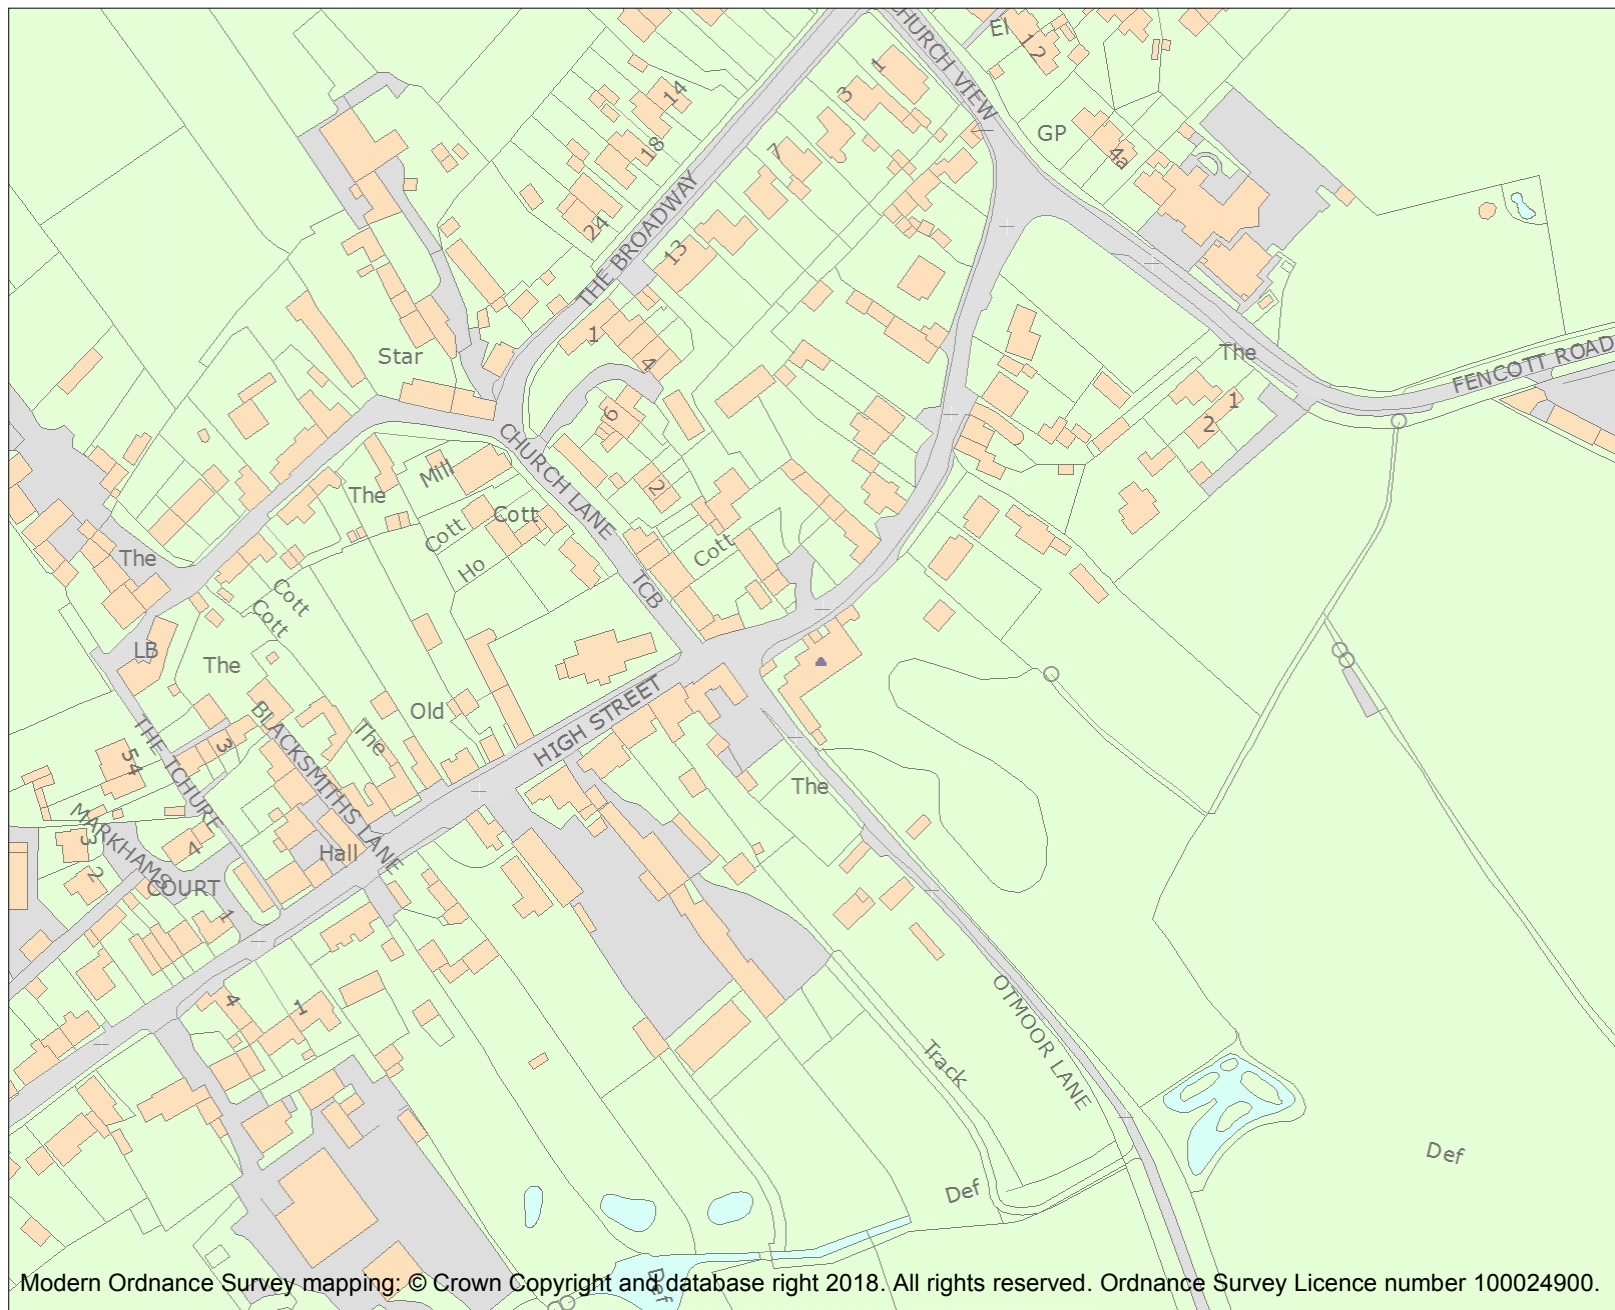 CHURCH VIEW
El
12
1
3
14
GP
18
7
4a
24
THE BROADWAY
13
1
Star
4
The
FENCOTT ROAD
6
1
2
CHURCH LANE
Mill
The
2
Cott
Cott
Cott
The
Ho
TCB
Cott
Cott
LB
The
HIGH STREET
Old
BLACKSMITHS LANE
The
THE TCHURE
3
54
The
MARKHAMS
COURT
3
4
2
Hall
1
4
1
OTMOOR LANE
Track
Def
Def
Def
Modern Ordnance Survey mapping: © Crown Copyright and database right 2018. All rights reserved. Ordnance Survey Licence number 100024900.